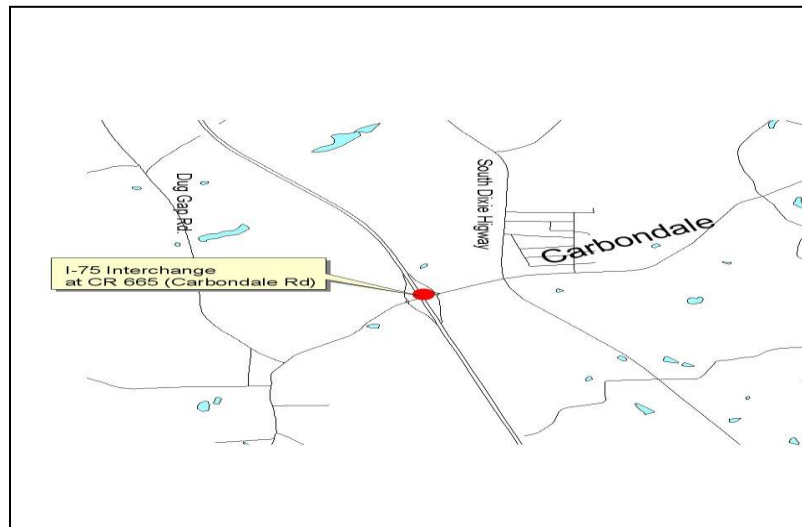 Dug Gap Rd.
South Dixie Higway
Carbondale
I-75 Interchange
at CR 665 (Carbondale Rd)